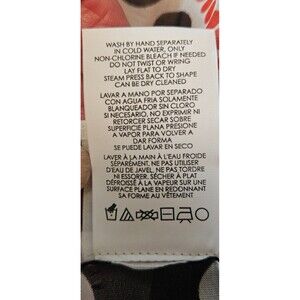 WASH BY HAND SEPARATELY
IN COLD WATER, ONLY
NON-CHLORINE BLEACH IF NEEDED
DO NOT TWIST OR WRING
LAY FLAT TO DRY
STEAM PRESS BACK TO SHAPE
CAN BE DRY CLEANED
LAVAR A MANO POR SEPARADO
CON AGUA FRIA SOLAMENTE
BLANQUEADOR SIN CLORO
SI NECESARIO, NO EXPRIMIR NI
RETORCER SECAR SOBRE
SUPERFICIE PLANA PRESIONE
A VAPOR PARA VOLVER A
DAR FORMA
SE PUEDE LAVAR EN SECO
LAVER À LA MAIN À L'EAU FROIDE
SÉPARÉMENT, NE PAS UTILISER
D'EAU DE JAVEL, NE PAS TORDRE
NI ESSORER. SÉCHER À PLAT
DÉFROISSÉ À LA VAPEUR SUR UNE
SURFACE PLANE EN REDONNANT
SA FORME AU VÊTEMENT